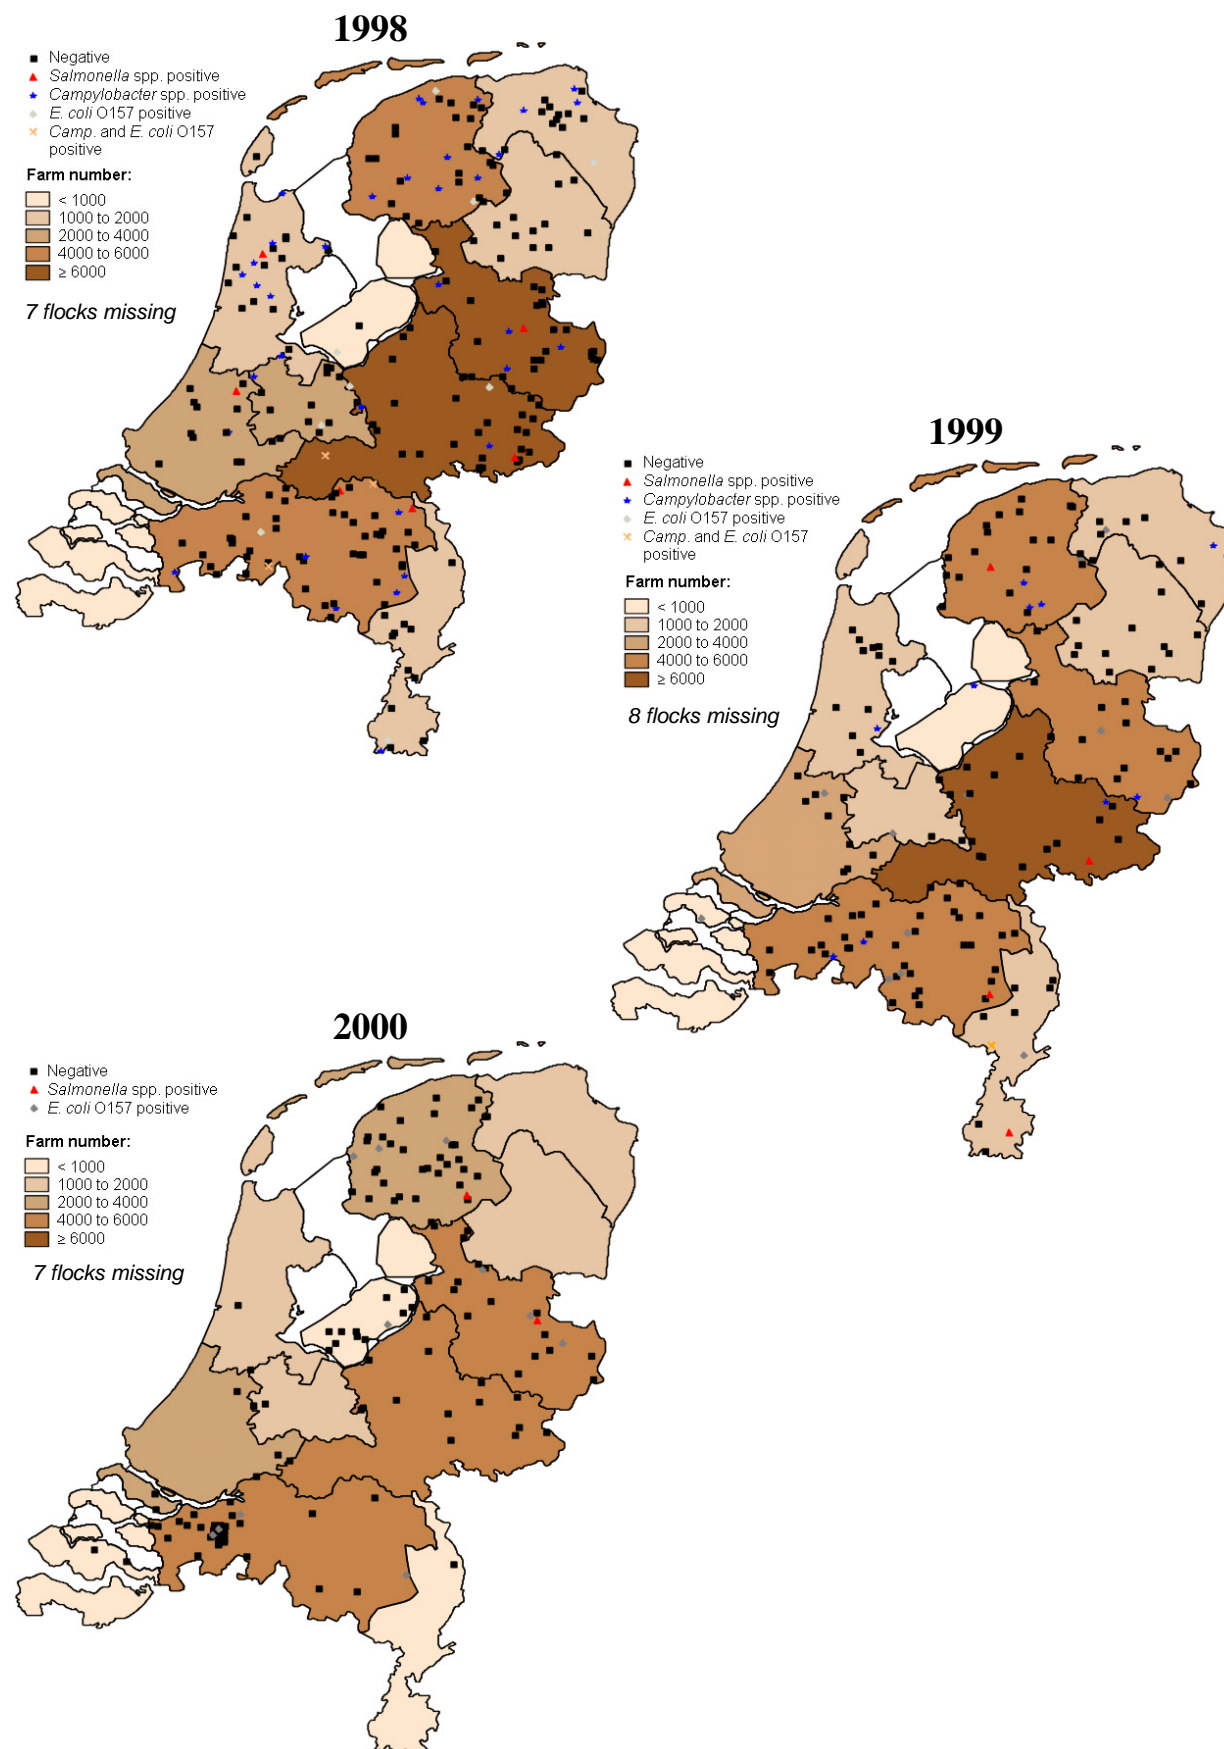 1998
Negative
Salmonella spp. positive
Campylobacter spp. positive
E. coli O157 positive
Camp. and E. coli O157
positive
Farm number:
< 1000
1000 to 2000
2000 to 4000
4000 to 6000
≥ 6000
7 flocks missing
1999
Negative
Salmonella spp. positive
Campylobacter spp. positive
E. coli O157 positive
Camp. and E. coli O157
positive
Farm number:
< 1000
1000 to 2000
2000 to 4000
4000 to 6000
≥ 6000
8 flocks missing
2000
Negative
Salmonella spp. positive
E. coli O157 positive
Farm number:
< 1000
1000 to 2000
2000 to 4000
4000 to 6000
≥ 6000
7 flocks missing